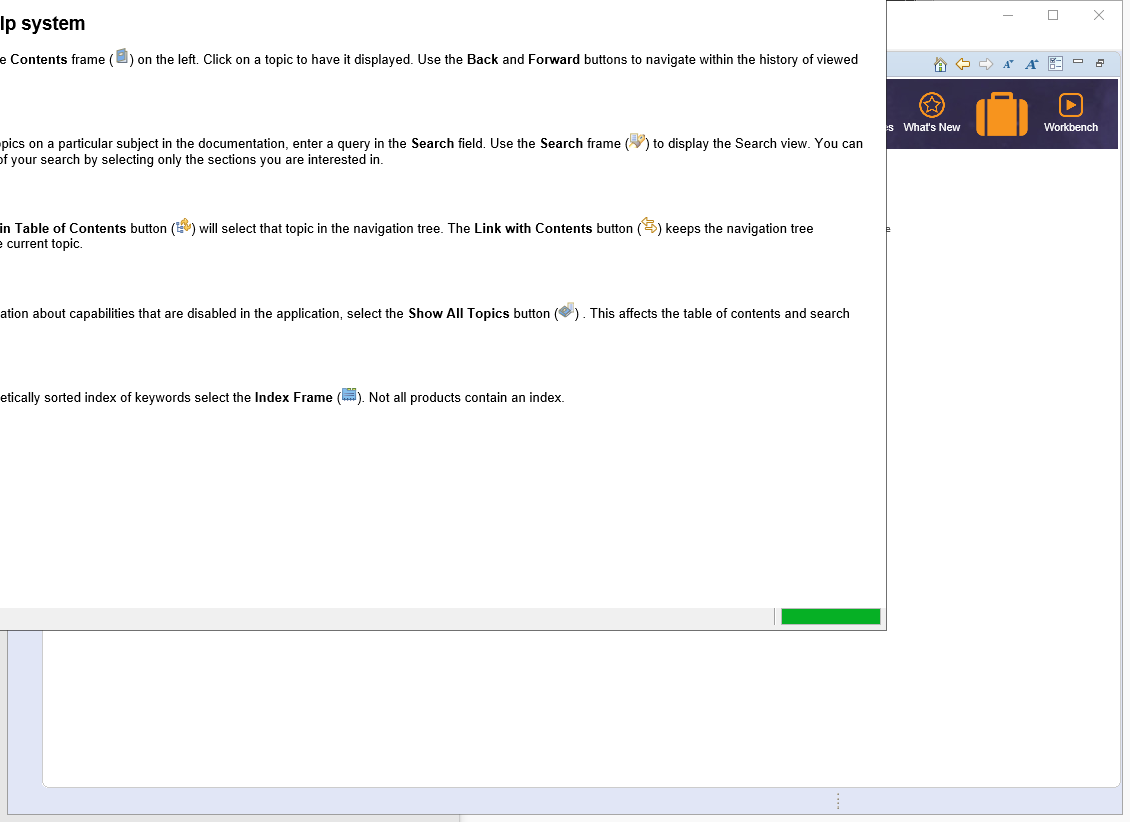 lp system
e Contents frame ( ) on the left. Click on a topic to have it displayed. Use the Back and Forward buttons to navigate within the history of viewed
What's New
Workbench
pics on a particular subject in the documentation, enter a query in the Search field. Use the Search frame ( ) to display the Search view. You can
of your search by selecting only the sections you are interested in.
in Table of Contents button ( ) will select that topic in the navigation tree. The Link with Contents button ( ) keeps the navigation tree
e current topic.
ation about capabilities that are disabled in the application, select the Show All Topics button ( ) . This affects the table of contents and search
etically sorted index of keywords select the Index Frame ( ). Not all products contain an index.